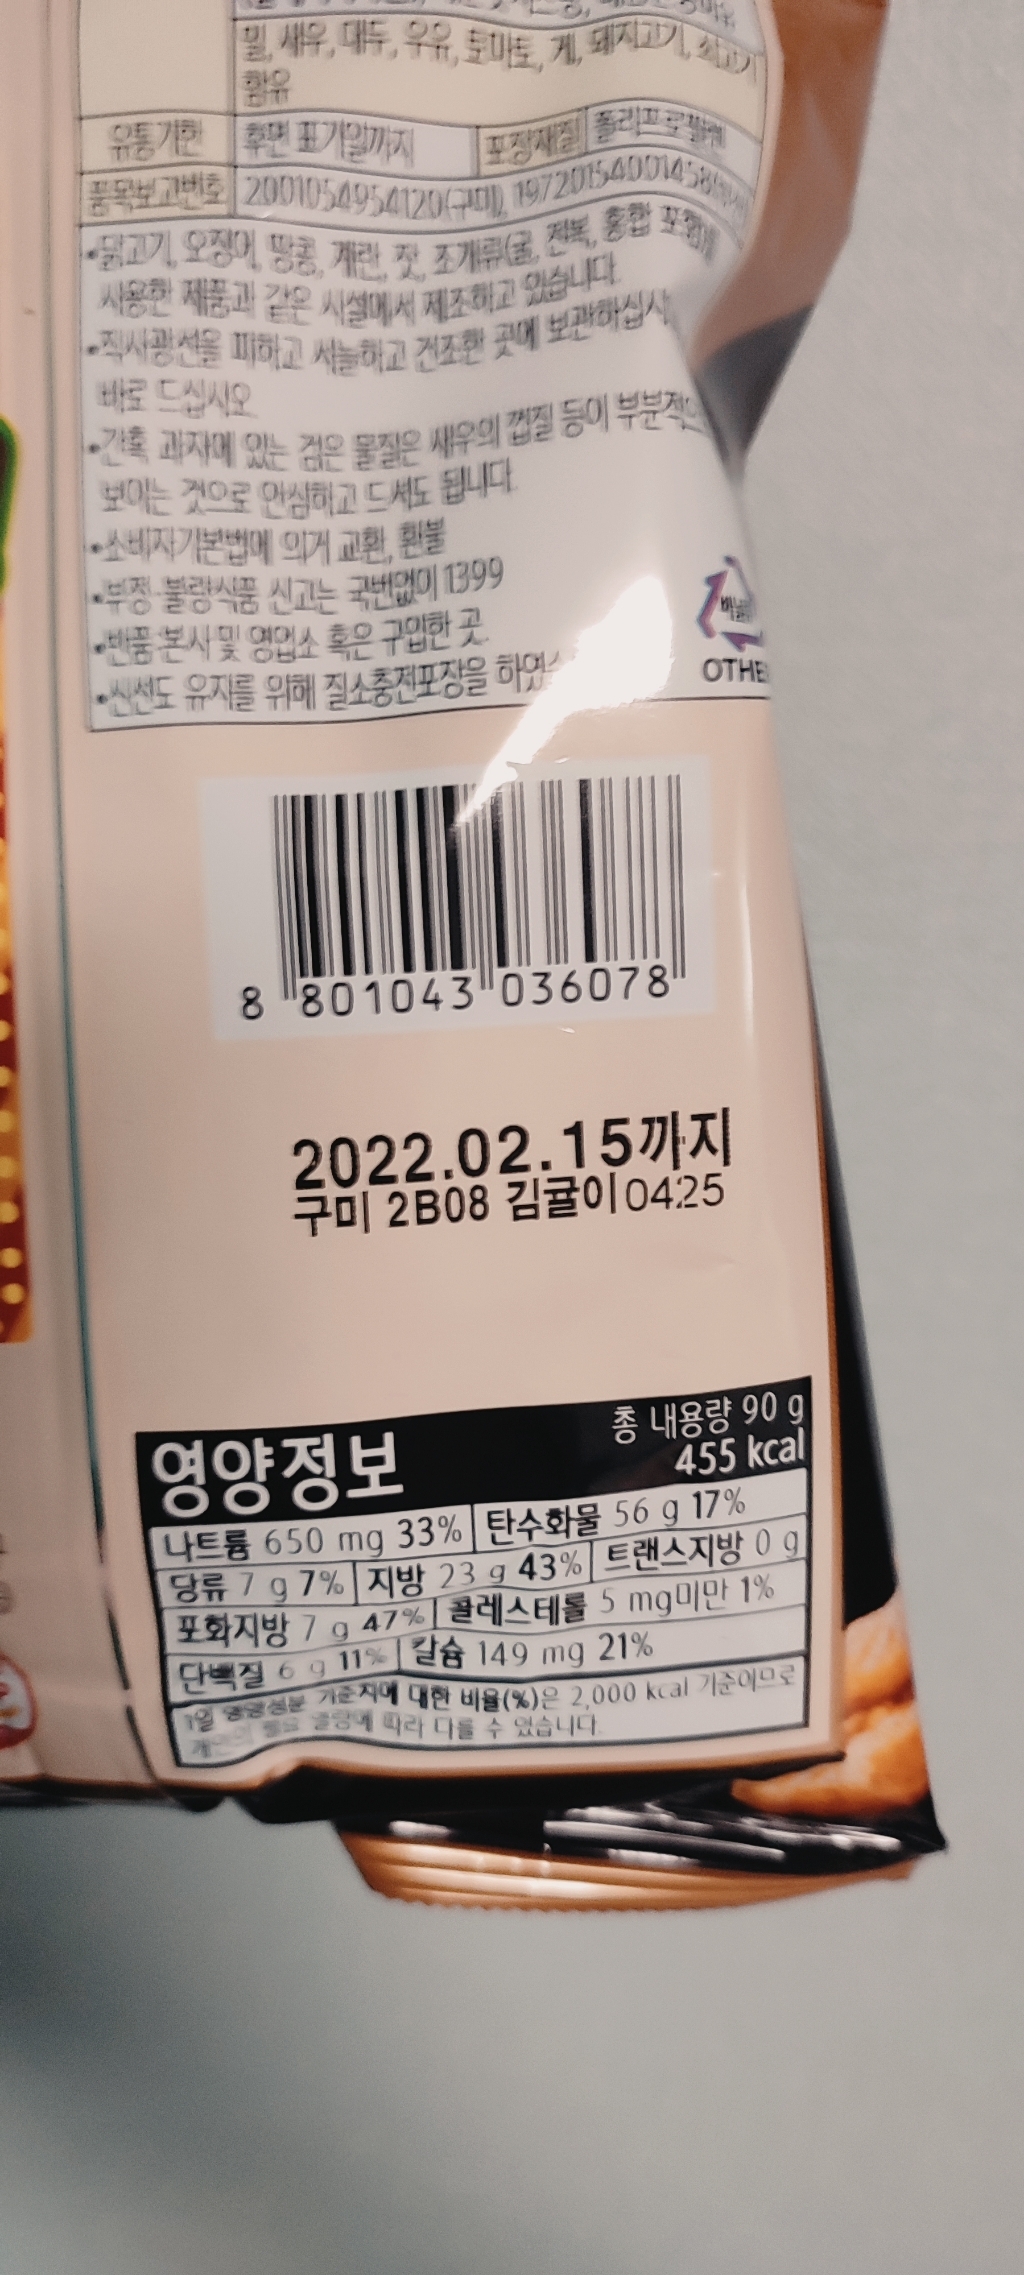 밀, 새우, 대두, 우유, 토마토, 게, 돼지고기, 쇠고기
함유
유통기한 후면 표기일까지 포장재질 폴리프로필렌
품목보고번호 2001054954120(구미), 19720154001458
•닭고기, 오징어, 땅콩, 계란, 잣, 조개류(굴, 전복, 홍합 포함)를
사용한 제품과 같은 시설에서 제조하고 있습니다.
•직사광선을 피하고 서늘하고 건조한 곳에 보관하십시
바로 드십시오
•간혹 과자에 있는 검은 물질은 새우의 껍질 등이 부분적으
보이는 것으로 안심하고 드셔도 됩니다
•소비자기본법에 의거 교환, 환불
•부정·불량식품 신고는 국번없이 1399
•반품:본사 및 영업소 혹은 구입한 곳
•신선도 유지를 위해 질소충전포장을 하였습
비닐류
OTHE
8 801043 036078
2022.02.15까지
구미 2B08 김귤이0425
영양정보
총 내용량 90 g
455 kcal
나트륨 650 mg 33% 탄수화물 56 g 17%
당류 7 g 7% 지방 23 g 43% 트랜스지방 0 g
포화지방 7 g 47% 콜레스테롤 5 mg미만 1%
단백질 6 g 11% 칼슘 149 mg 21%
1일 영양성분 기준치에 대한 비율(%)은 2,000 kcal 기준이므로
개인의 필요 열량에 따라 다를 수 있습니다.